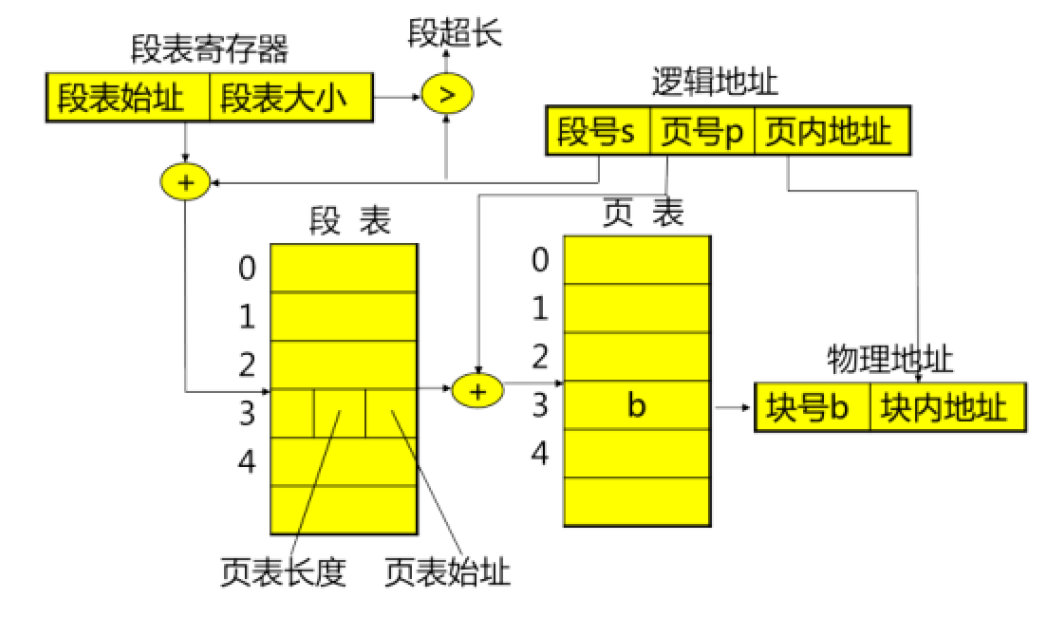 段超长
段表寄存器
段表始址 段表大小
>
逻辑地址
段号s 页号p 页内地址
+
段 表
页 表
0
1
2
3
4
+
0
1
2
3 b
4
物理地址
块号b 块内地址
页表长度 页表始址